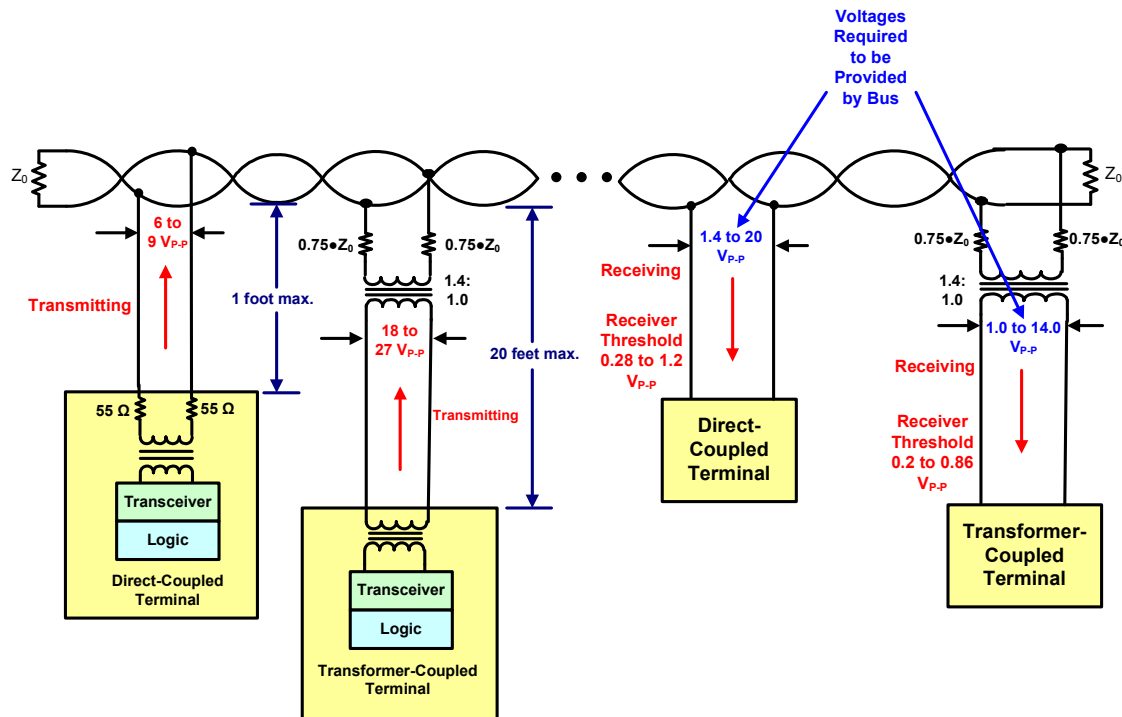 Voltages
Required
to be
Provided
by Bus
Z0
6 to
9 VP-P
Transmitting
1 foot max.
55 Ω
55 Ω
Transceiver
Logic
Direct-Coupled
Terminal
0.75●Z0
0.75●Z0
1.4:
1.0
18 to
27 VP-P
20 feet max.
Transmitting
Transceiver
Logic
Transformer-Coupled
Terminal
● ● ●
1.4 to 20
VP-P
Receiving
Receiver
Threshold
0.28 to 1.2
VP-P
Direct-
Coupled
Terminal
Z0
0.75●Z0
0.75●Z0
1.4:
1.0
1.0 to 14.0
VP-P
Receiving
Receiver
Threshold
0.2 to 0.86
VP-P
Transformer-
Coupled
Terminal